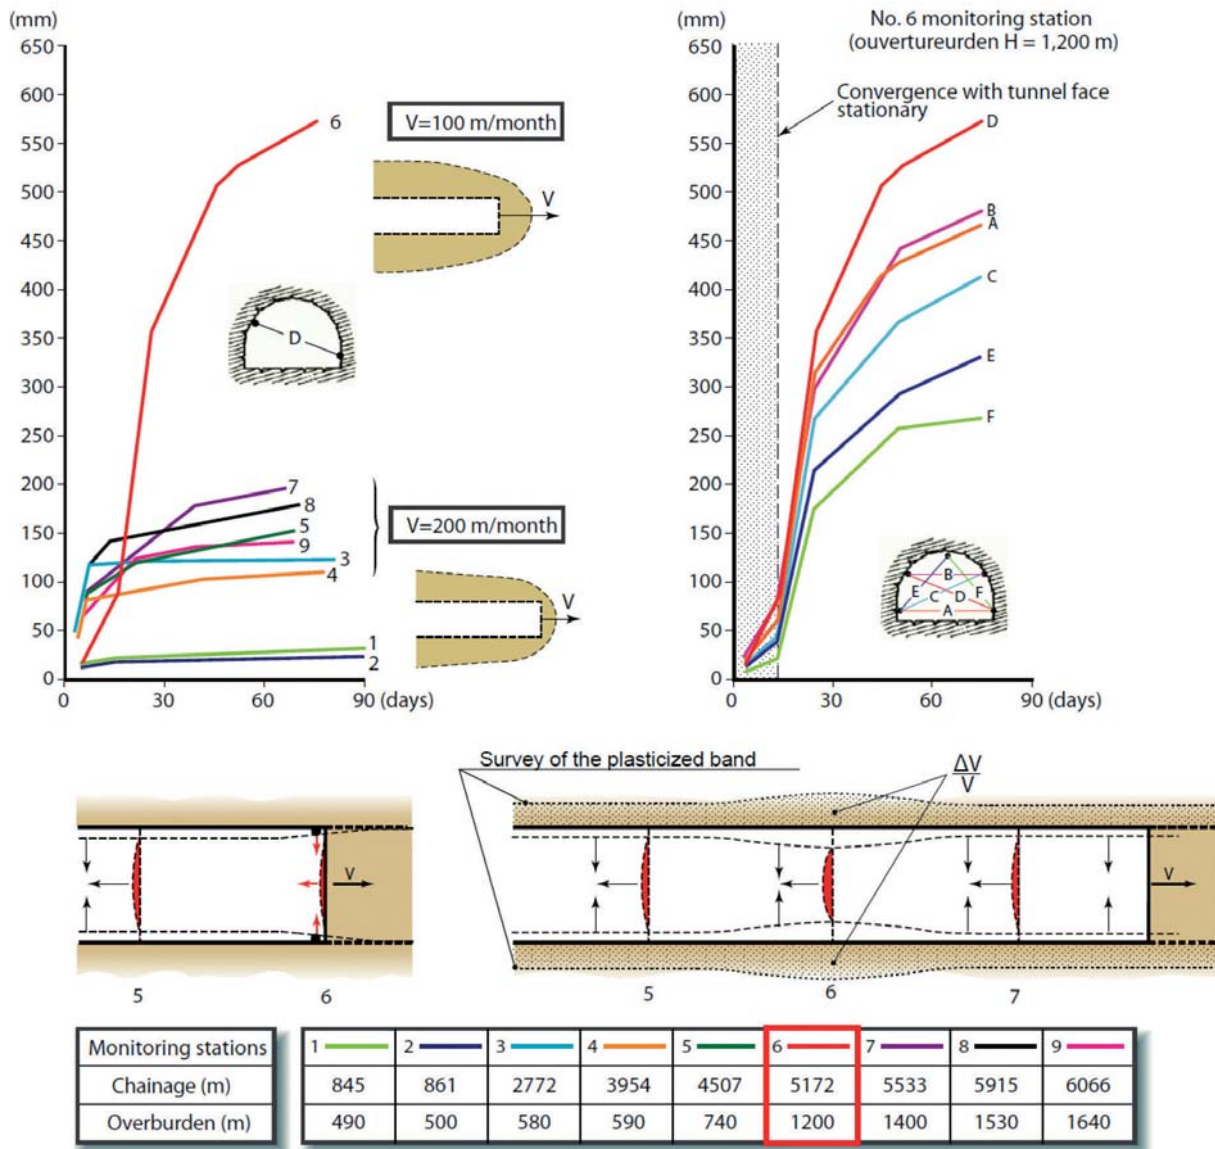 (mm)
650
600
550
500
450
400
350
300
250
200
150
100
50
0
0
30
60
90 (days)
6
7
8
5
9
3
4
1
2
D
V=100 m/month
V
V=200 m/month
V
(mm)
650
600
550
500
450
400
350
300
250
200
150
100
50
0
0
30
60
90 (days)
No. 6 monitoring station
(ouvertureurden H = 1,200 m)
Convergence with tunnel face
stationary
D
B
A
C
E
F
B
E C D F
A
Survey of the plasticized band
ΔV
V
V
V
5
6
5
6
7
Monitoring stations 1 2 3 4 5 6 7 8 9
Chainage (m) 845 861 2772 3954 4507 5172 5533 5915 6066
Overburden (m) 490 500 580 590 740 1200 1400 1530 1640